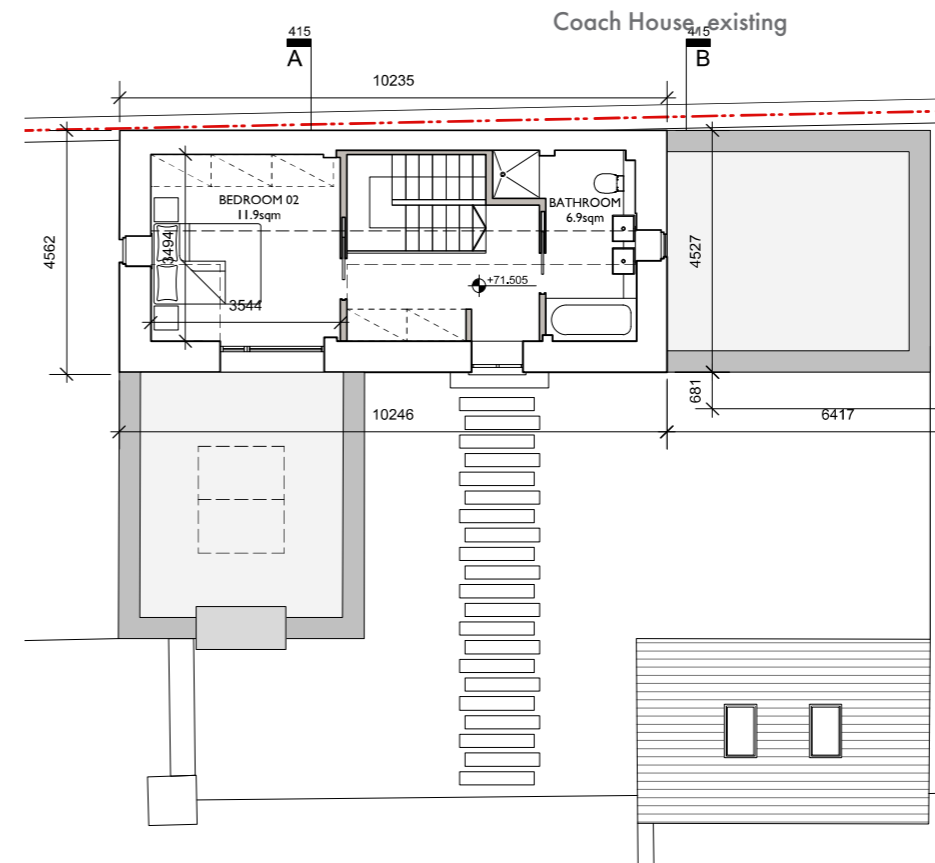 Coach House, existing
415
A
415
B
10235
BEDROOM 02
11.9sqm
BATHROOM
6.9sqm
4562
3494
4527
+71.505
3544
681
10246
6417